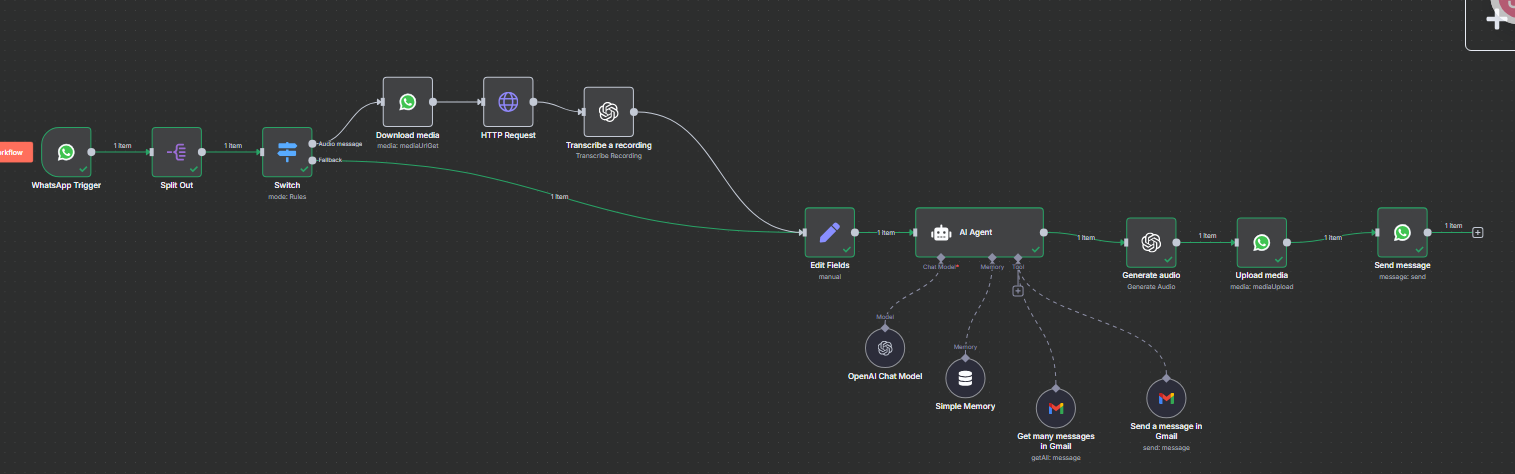 orkflow
WhatsApp Trigger
1 Item
Split Out
1 Item
Switch
mode: Rules
Audio message
Fallback
Download media
media: mediaUrlGet
HTTP Request
Transcribe a recording
Transcribe Recording
1 Item
Edit Fields
manual
1 Item
AI Agent
Chat Model*
Memory
Tool
Model
OpenAI Chat Model
Memory
Simple Memory
Get many messages
in Gmail
getAll: message
Send a message in
Gmail
send: message
1 Item
Generate audio
Generate Audio
1 Item
Upload media
media: mediaUpload
1 Item
Send message
message: send
1 Item